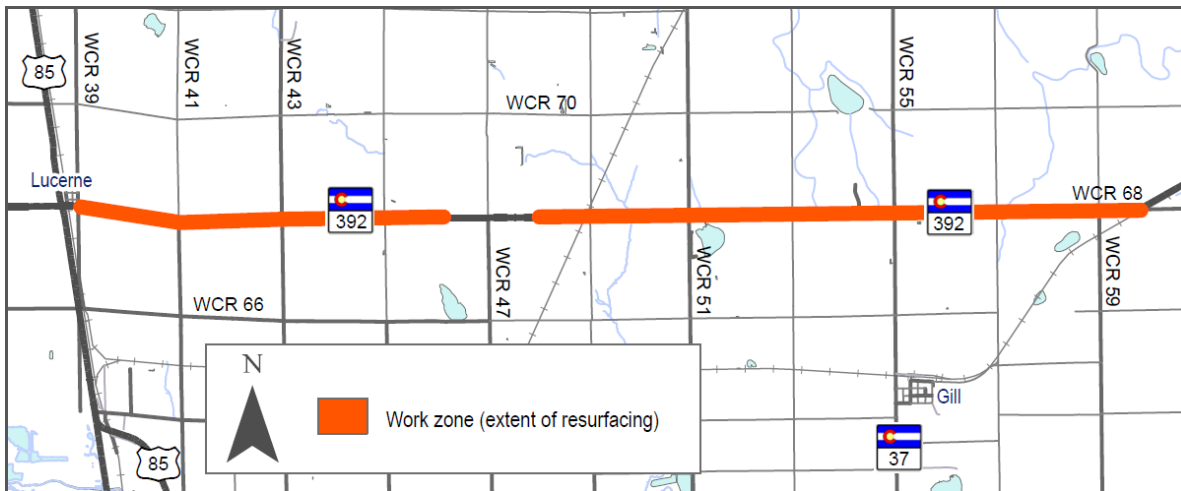 85
WCR 39
WCR 41
WCR 43
WCR 55
WCR 70
Lucerne
392
392
WCR 68
WCR 66
WCR 47
WCR 51
WCR 59
N
Work zone (extent of resurfacing)
Gill
85
37